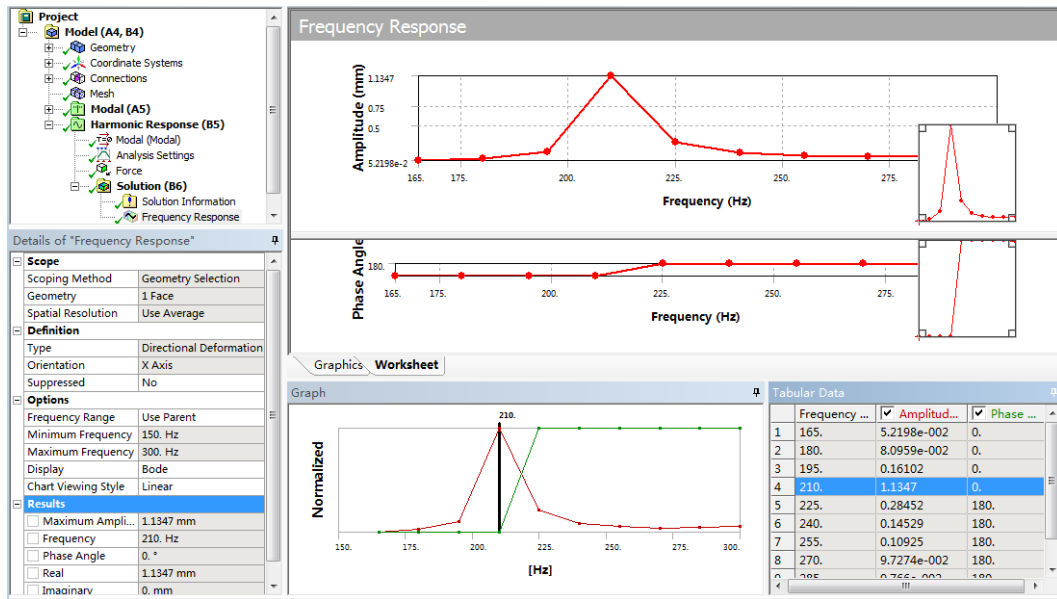 Project
Model (A4, B4)
Geometry
Coordinate Systems
Connections
Mesh
Modal (A5)
Harmonic Response (B5)
Modal (Modal)
Analysis Settings
Force
Solution (B6)
Solution Information
Frequency Response
Details of "Frequency Response"
Scope
Scoping Method Geometry Selection
Geometry 1 Face
Spatial Resolution Use Average
Definition
Type Directional Deformation
Orientation X Axis
Suppressed No
Options
Frequency Range Use Parent
Minimum Frequency 150. Hz
Maximum Frequency 300. Hz
Display Bode
Chart Viewing Style Linear
Results
Maximum Ampli... 1.1347 mm
Frequency 210. Hz
Phase Angle 0. °
Real 1.1347 mm
Imaginary 0. mm
Frequency Response
Amplitude (mm)
1.1347
0.75
0.5
5.2198e-2
165. 175. 200. 225. 250. 275.
Frequency (Hz)
Phase Angle
180.
165. 175. 200. 225. 250. 275.
Frequency (Hz)
Graphics Worksheet
Graph
210.
Normalized
150. 175. 200. 225. 250. 275. 300.
[Hz]
Tabular Data
Frequency ... Amplitud... Phase ...
1 165. 5.2198e-002 0.
2 180. 8.0959e-002 0.
3 195. 0.16102 0.
4 210. 1.1347 0.
5 225. 0.28452 180.
6 240. 0.14529 180.
7 255. 0.10925 180.
8 270. 9.7274e-002 180.
9 285. 9.766e-002 180.